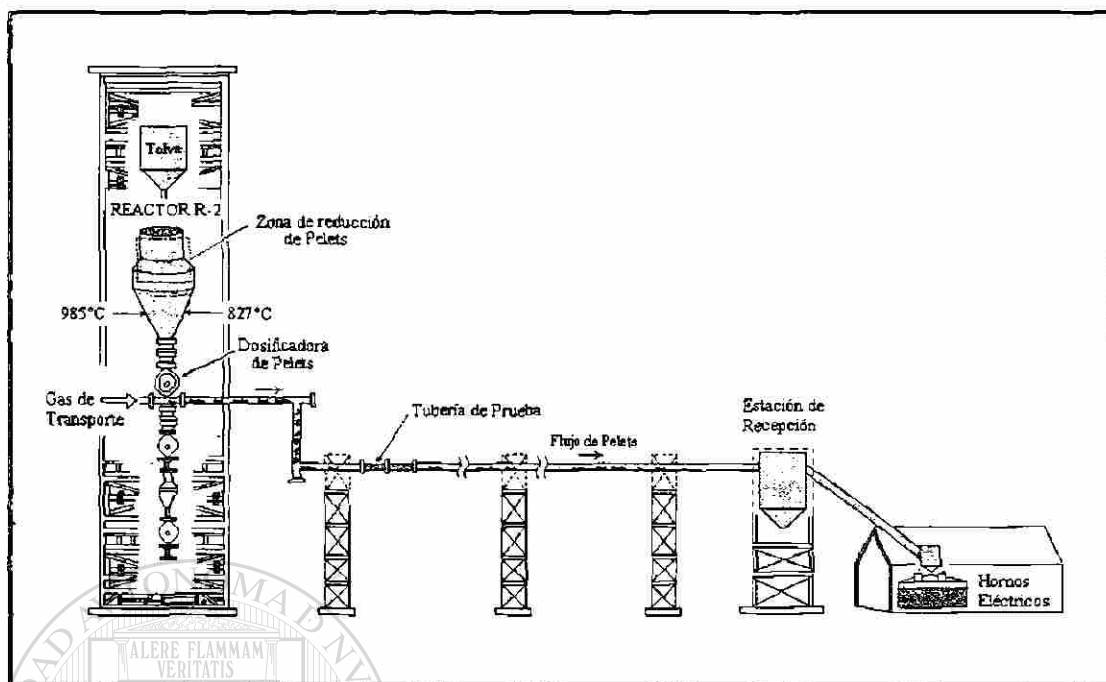 Tolva
REACTOR R-2
Zona de reducción
de Pelets
985°C
827°C
Dosificadora
de Pelets
Gas de
Transporte
Tubería de Prueba
Flujo de Pelets
Estación de
Recepción
Hornos
Eléctricos
ALERE FLAMMAM
VERITATIS